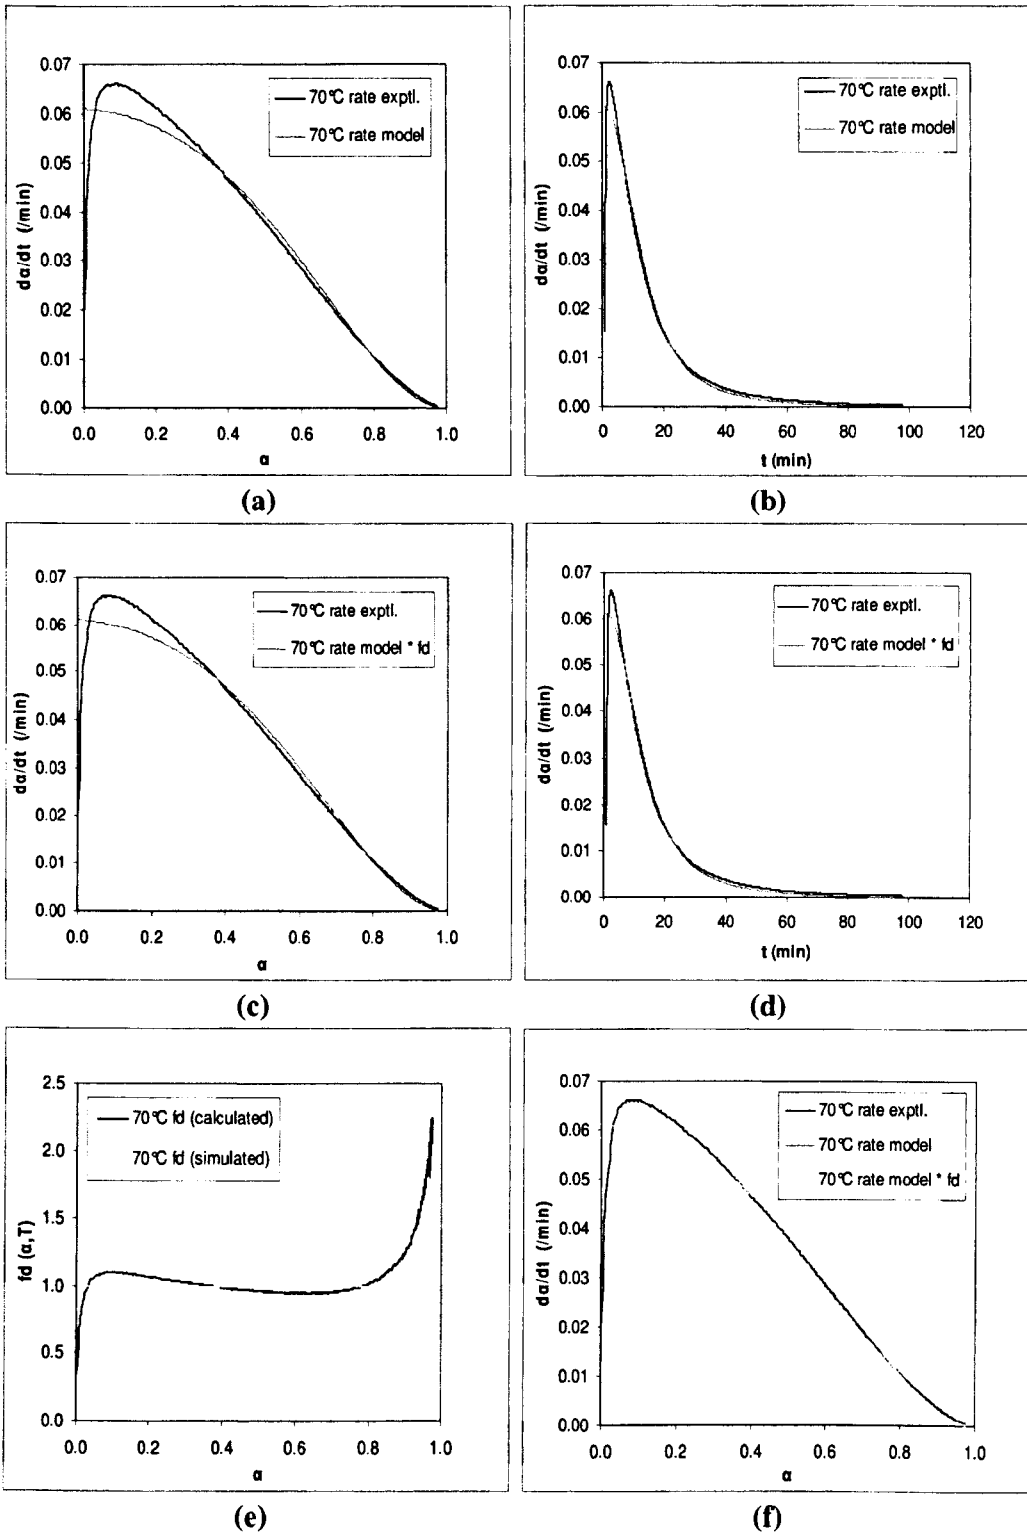 0.07
0.06
0.05
0.04
0.03
0.02
0.01
0.00
dα/dt (/min)
70°C rate exptl.
70°C rate model
0.0 0.2 0.4 0.6 0.8 1.0
α
(a)
0.07
0.06
0.05
0.04
0.03
0.02
0.01
0.00
dα/dt (/min)
70°C rate exptl.
70°C rate model
0 20 40 60 80 100 120
t (min)
(b)
0.07
0.06
0.05
0.04
0.03
0.02
0.01
0.00
dα/dt (/min)
70°C rate exptl.
70°C rate model * fd
0.0 0.2 0.4 0.6 0.8 1.0
α
(c)
0.07
0.06
0.05
0.04
0.03
0.02
0.01
0.00
dα/dt (/min)
70°C rate exptl.
70°C rate model * fd
0 20 40 60 80 100 120
t (min)
(d)
2.5
2.0
1.5
1.0
0.5
0.0
fd (α,T)
70°C fd (calculated)
70°C fd (simulated)
0.0 0.2 0.4 0.6 0.8 1.0
α
(e)
0.07
0.06
0.05
0.04
0.03
0.02
0.01
0.00
dα/dt (/min)
70°C rate exptl.
70°C rate model
70°C rate model * fd
0.0 0.2 0.4 0.6 0.8 1.0
α
(f)